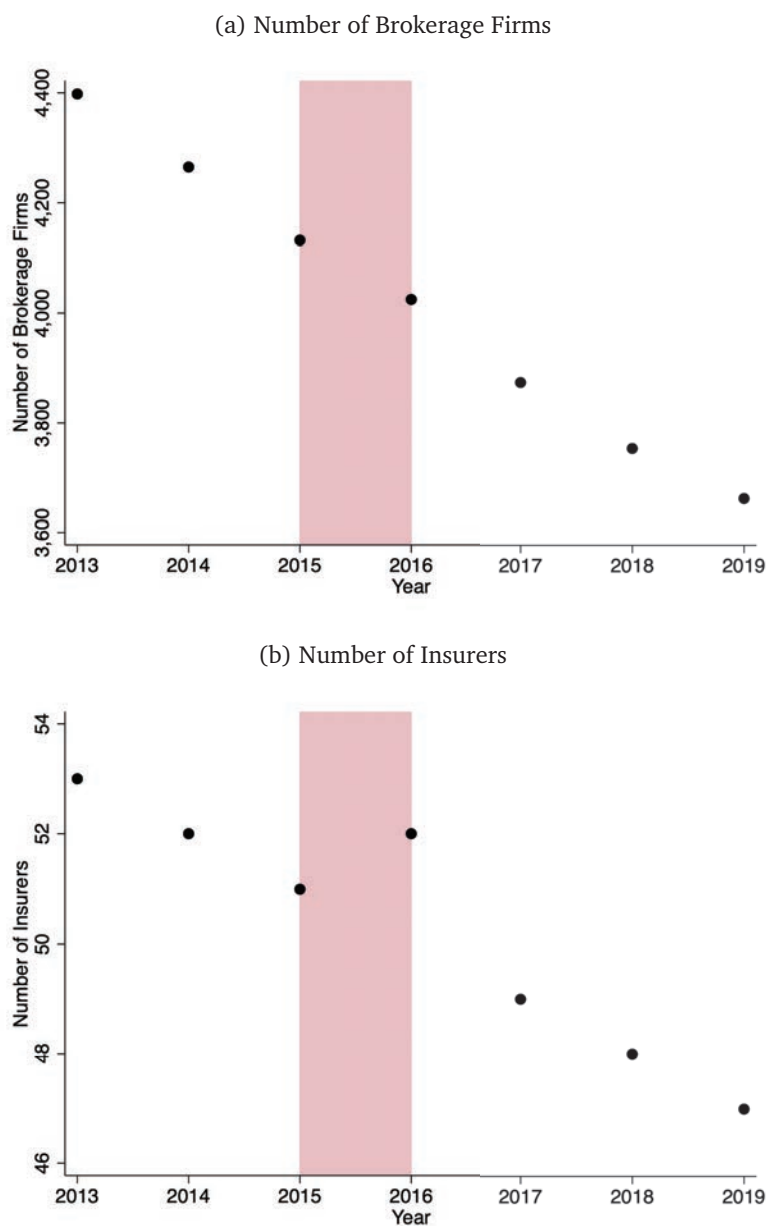 (a) Number of Brokerage Firms
Number of Brokerage Firms
4,400
4,200
4,000
3,800
3,600
2013 2014 2015 2016 2017 2018 2019
Year
(b) Number of Insurers
Number of Insurers
54
52
50
48
46
2013 2014 2015 2016 2017 2018 2019
Year